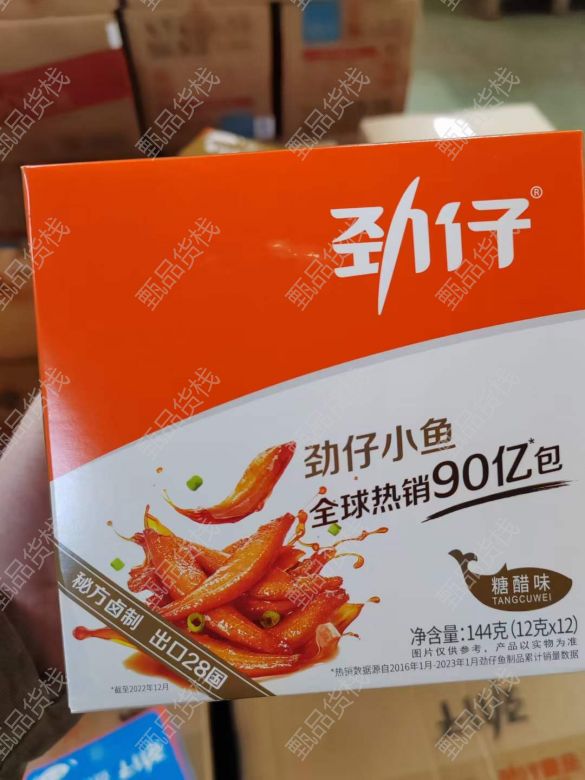 劲仔®
劲仔小鱼
全球热销90亿*包
糖醋味
TANGCUWEI
秘方卤制 出口28国
净含量:144克(12克x12)
图片仅供参考，产品以实物为准
*热销数据源自2016年1月-2023年1月劲仔鱼制品累计销量数据
*截至2022年12月
甄品货栈